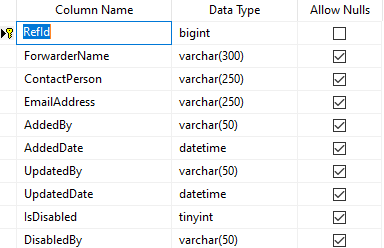 Column Name Data Type Allow Nulls
RefId bigint
ForwarderName varchar(300)
ContactPerson varchar(250)
EmailAddress varchar(250)
AddedBy varchar(50)
AddedDate datetime
UpdatedBy varchar(50)
UpdatedDate datetime
IsDisabled tinyint
DisabledBy varchar(50)